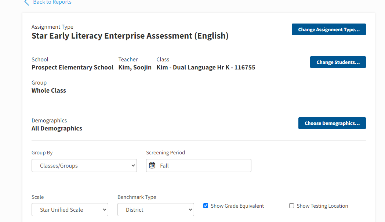 Back to Reports
Assignment Type
Star Early Literacy Enterprise Assessment (English)
Change Assignment Type...
School Teacher Class
Prospect Elementary School Kim, Soojin Kim - Dual Language Hr K - 116755
Change Students...
Group
Whole Class
Demographics
All Demographics
Choose Demographics...
Group By Screening Period
Classes/Groups Fall
Scale Benchmark Type
Star Unified Scale District Show Grade Equivalent Show Testing Location